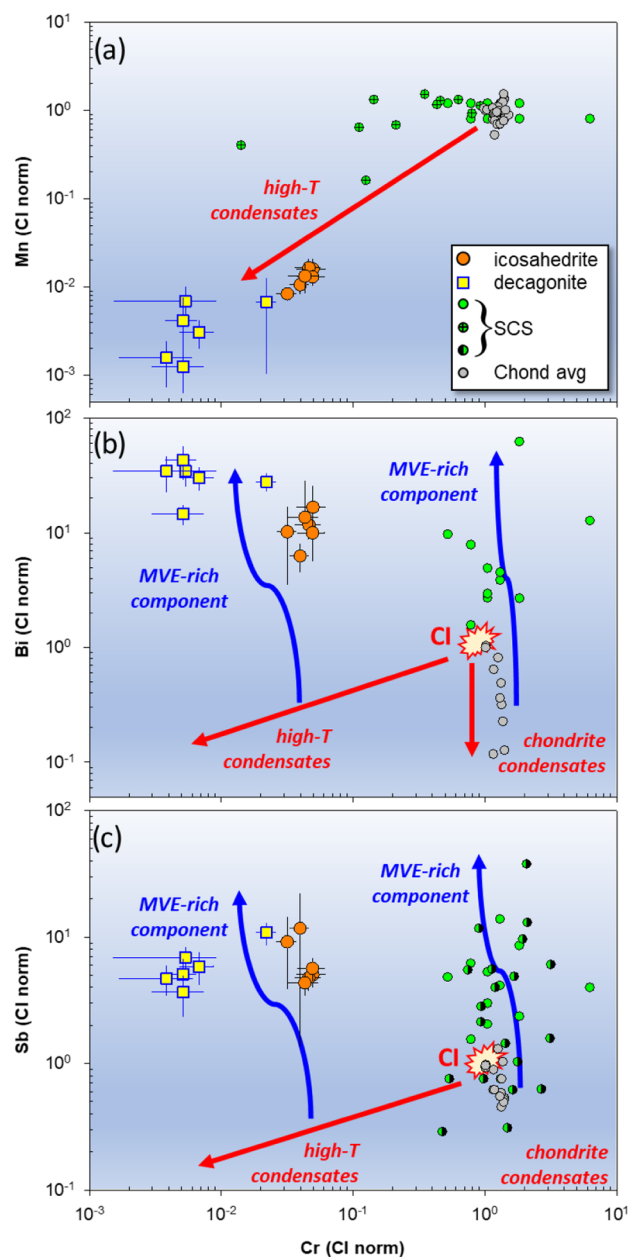 (a)
10¹
10⁰
10⁻¹
10⁻²
10⁻³
Mn (CI norm)
high-T
condensates
icosahedrite
decagonite
SCS
Chond avg
(b)
10²
10¹
10⁰
10⁻¹
Bi (CI norm)
MVE-rich
component
MVE-rich
component
CI
high-T
condensates
chondrite
condensates
(c)
10²
10¹
10⁰
10⁻¹
Sb (CI norm)
MVE-rich
component
MVE-rich
component
CI
high-T
condensates
chondrite
condensates
10⁻³
10⁻²
10⁻¹
10⁰
10¹
Cr (CI norm)